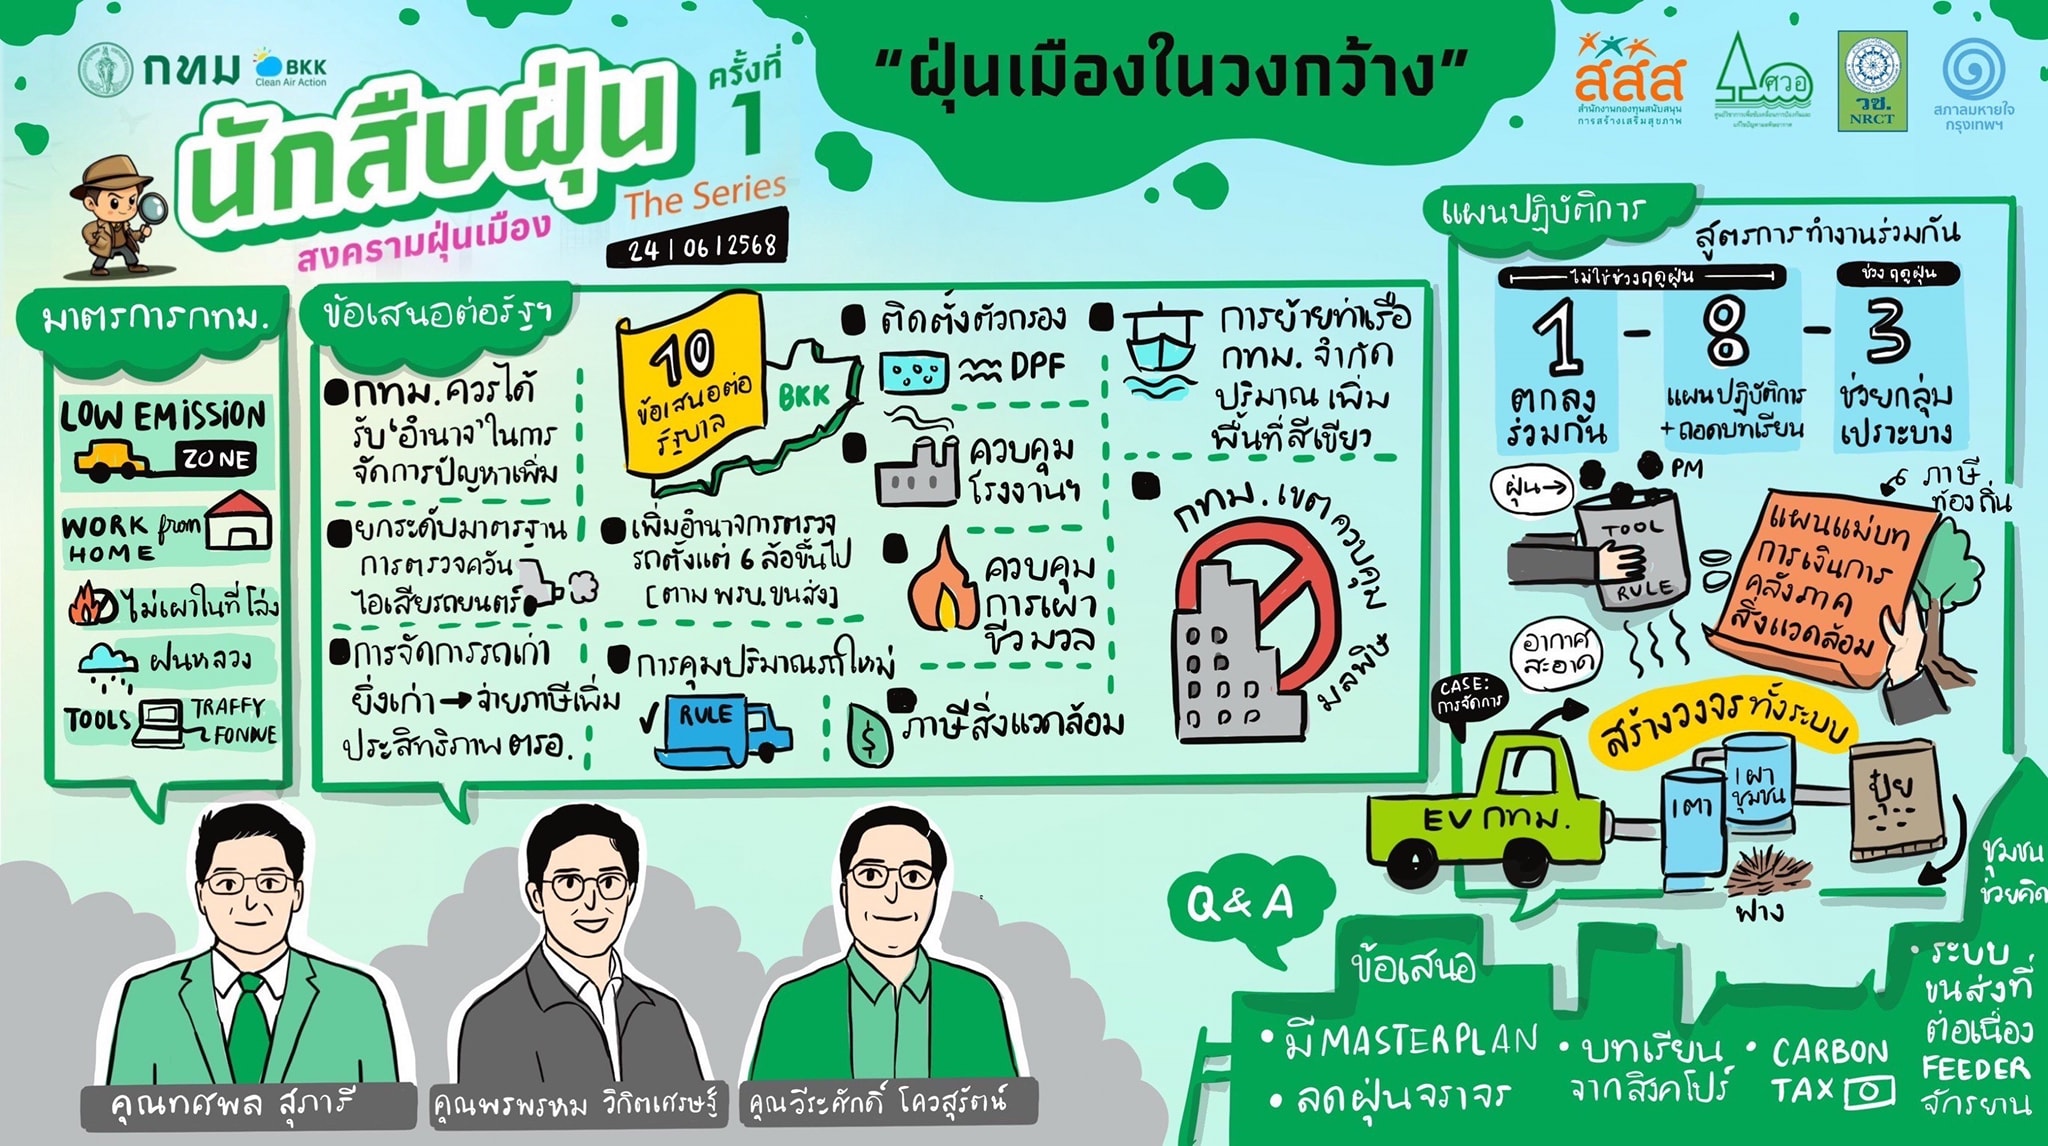 กทม
BKK
Clean Air Action
นักสืบฝุ่น
ครั้งที่
1
The Series
สงครามฝุ่นเมือง
24 | 06 | 2568
“ฝุ่นเมืองในวงกว้าง”
สสส
สำนักงานกองทุนสนับสนุน
การสร้างเสริมสุขภาพ
ศวอ
วช.
NRCT
สภาลมหายใจ
กรุงเทพฯ
มาตรการกทม.
LOW EMISSION
ZONE
WORK from
HOME
ไม่เผาในที่โล่ง
ฝนหลวง
TOOLS
TRAFFY
FONDUE
ข้อเสนอต่อรัฐฯ
กทม. ควรได้
รับ ‘อำนาจ’ ในการ
จัดการปัญหาเพิ่ม
ยกระดับมาตรฐาน
การตรวจควัน
ไอเสียรถยนตร์
การจัดการรถเก่า
ยิ่งเก่า → จ่ายภาษีเพิ่ม
ประสิทธิภาพ ตรอ.
10
ข้อเสนอต่อ
รัฐบาล
BKK
เพิ่มอำนาจการตรวจ
รถตั้งแต่ 6 ล้อขึ้นไป
[ตาม พรบ.ขนส่ง]
การคุมปริมาณรถใหม่
RULE
ติดตั้งตัวกรอง
DPF
ควบคุม
โรงงานฯ
ควบคุม
การเผา
ชีวมวล
ภาษีสิ่งแวดล้อม
การย้ายท่าเรือ
กทม. จำกัด
ปริมาณ เพิ่ม
พื้นที่สีเขียว
กทม. เขตควบคุม
มลพิษ
แผนปฏิบัติการ
สูตรการทำงานร่วมกัน
ไม่ใช่ช่วงฤดูฝุ่น
ช่วงฤดูฝุ่น
1 - 8 - 3
ตกลง
ร่วมกัน
แผนปฏิบัติการ
+ ถอดบทเรียน
ช่วยกลุ่ม
เปราะบาง
ฝุ่น→
PM
TOOL
RULE
อากาศ
สะอาด
ภาษี
ท้องถิ่น
แผนแม่บท
การเงินการ
คลังภาค
สิ่งแวดล้อม
CASE:
การจัดการ
สร้างวงจรทั้งระบบ
EV กทม.
เตา
เผา
ชุมชน
ปุ๋ย
ฟาง
ชุมชน
ช่วยคิด
Q & A
ข้อเสนอ
• มี MASTERPLAN
• ลดฝุ่นจราจร
• บทเรียน
จากสิงคโปร์
• CARBON
TAX
• ระบบ
ขนส่งที่
ต่อเนื่อง
FEEDER
จักรยาน
คุณทศพล สุภารี
คุณพรพรหม วิกิตเศรษฐ์
คุณวีระศักดิ์ โควสุรัตน์